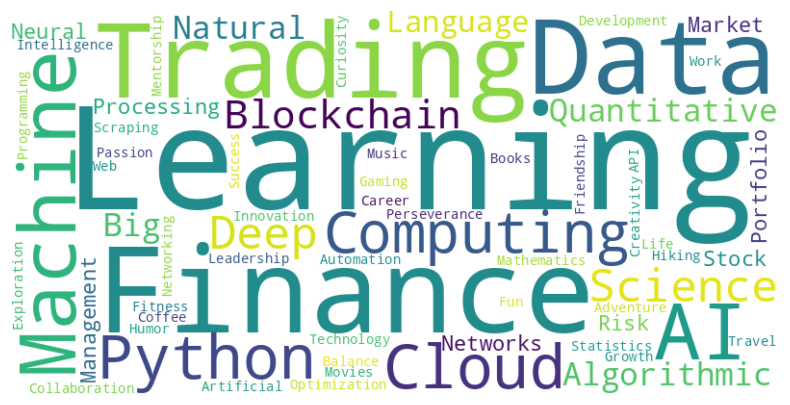 Neural
Intelligence
Mentorship
Natural
Trading
Curiosity
Language
Data
Development
Market
Work
Programming
Machine
Processing
Scraping
Passion
Web
Blockchain
Success
Learning
Music
Books
Gaming
Career
Perseverance
Quantitative
Friendship
Creativity
API
Portfolio
Big
Networking
Innovation
Deep
Leadership
Computing
Automation
Mathematics
Life
Hiking
Stock
Exploration
Management
Fitness
Coffee
Humor
Finance
Fun
Science
Adventure
Risk
AI
Travel
Python
Technology
Balance
Movies
Networks
Cloud
Statistics
Growth
Algorithmic
Collaboration
Artificial
Optimization